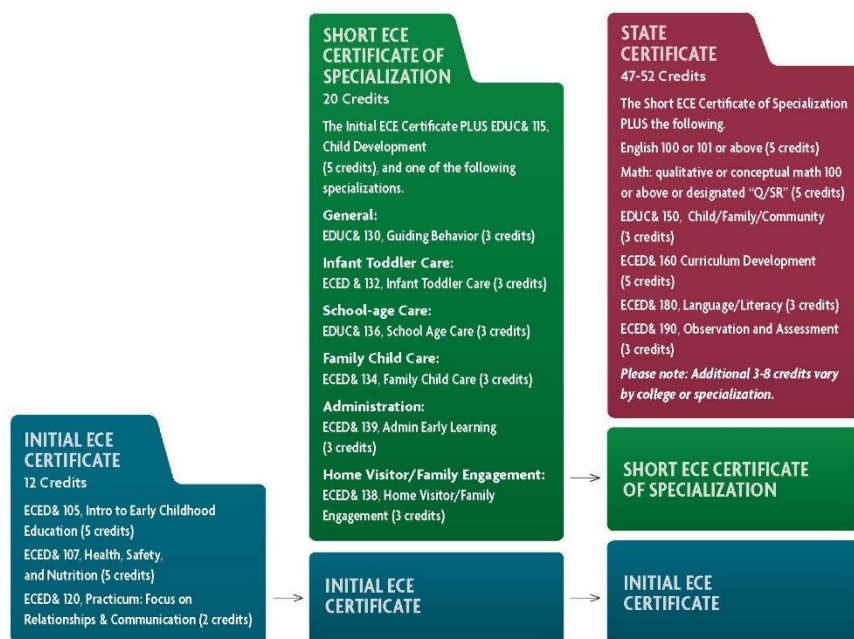 INITIAL ECE
CERTIFICATE
12 Credits
ECED& 105, Intro to Early Childhood
Education (5 credits)
ECED& 107, Health, Safety,
and Nutrition (5 credits)
ECED& 120, Practicum: Focus on
Relationships & Communication (2 credits)
SHORT ECE
CERTIFICATE OF
SPECIALIZATION
20 Credits
The Initial ECE Certificate PLUS EDUC& 115,
Child Development
(5 credits), and one of the following
specializations.
General:
EDUC& 130, Guiding Behavior (3 credits)
Infant Toddler Care:
ECED & 132, Infant Toddler Care (3 credits)
School-age Care:
EDUC& 136, School Age Care (3 credits)
Family Child Care:
ECED& 134, Family Child Care (3 credits)
Administration:
ECED& 139, Admin Early Learning
(3 credits)
Home Visitor/Family Engagement:
ECED& 138, Home Visitor/Family
Engagement (3 credits)
INITIAL ECE
CERTIFICATE
STATE
CERTIFICATE
47-52 Credits
The Short ECE Certificate of Specialization
PLUS the following.
English 100 or 101 or above (5 credits)
Math: qualitative or conceptual math 100
or above or designated “Q/SR” (5 credits)
EDUC& 150, Child/Family/Community
(3 credits)
ECED& 160 Curriculum Development
(5 credits)
ECED& 180, Language/Literacy (3 credits)
ECED& 190, Observation and Assessment
(3 credits)
Please note: Additional 3-8 credits vary
by college or specialization.
SHORT ECE CERTIFICATE
OF SPECIALIZATION
INITIAL ECE
CERTIFICATE